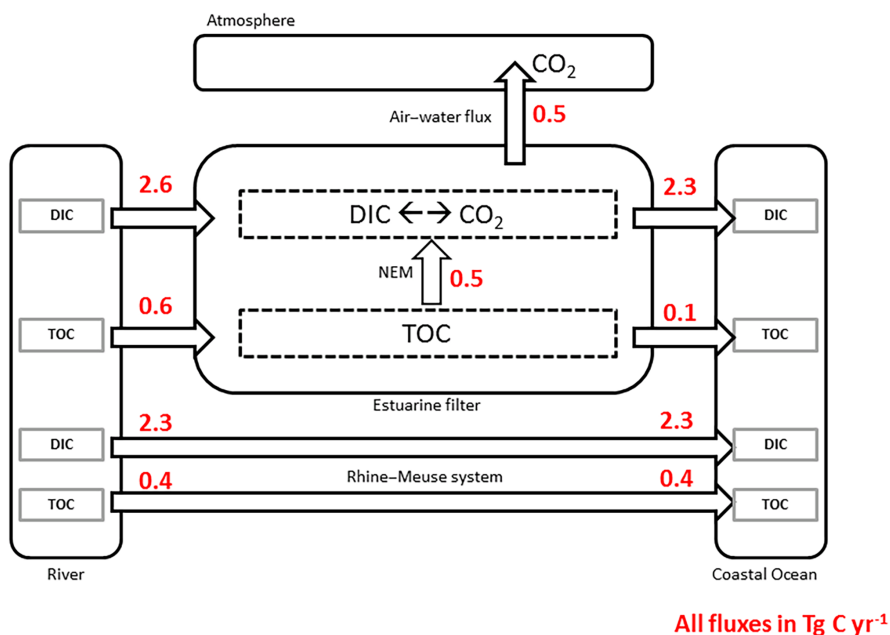 Atmosphere
CO2
Air–water flux
0.5
2.6
2.3
DIC
DIC
CO2
DIC
NEM
0.5
0.6
0.1
TOC
TOC
TOC
Estuarine filter
2.3
2.3
DIC
DIC
Rhine–Meuse system
0.4
0.4
TOC
TOC
River
Coastal Ocean
All fluxes in Tg C yr-1